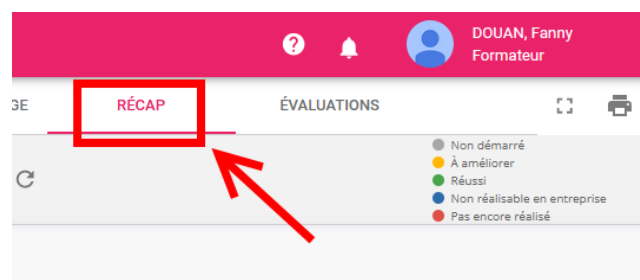 ?
DOUAN, Fanny
Formateur
GE
RÉCAP
ÉVALUATIONS
Non démarré
À améliorer
Réussi
Non réalisable en entreprise
Pas encore réalisé